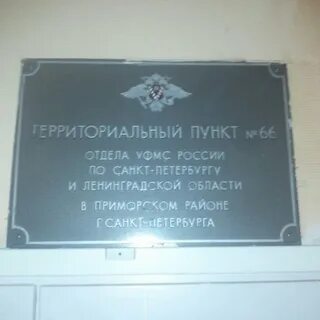 ТЕРРИТОРИАЛЬНЫЙ ПУНКТ №66
ОТДЕЛА УФМС РОССИИ
ПО САНКТ-ПЕТЕРБУРГУ
И ЛЕНИНГРАДСКОЙ ОБЛАСТИ
В ПРИМОРСКОМ РАЙОНЕ
Г.САНКТ-ПЕТЕРБУРГА